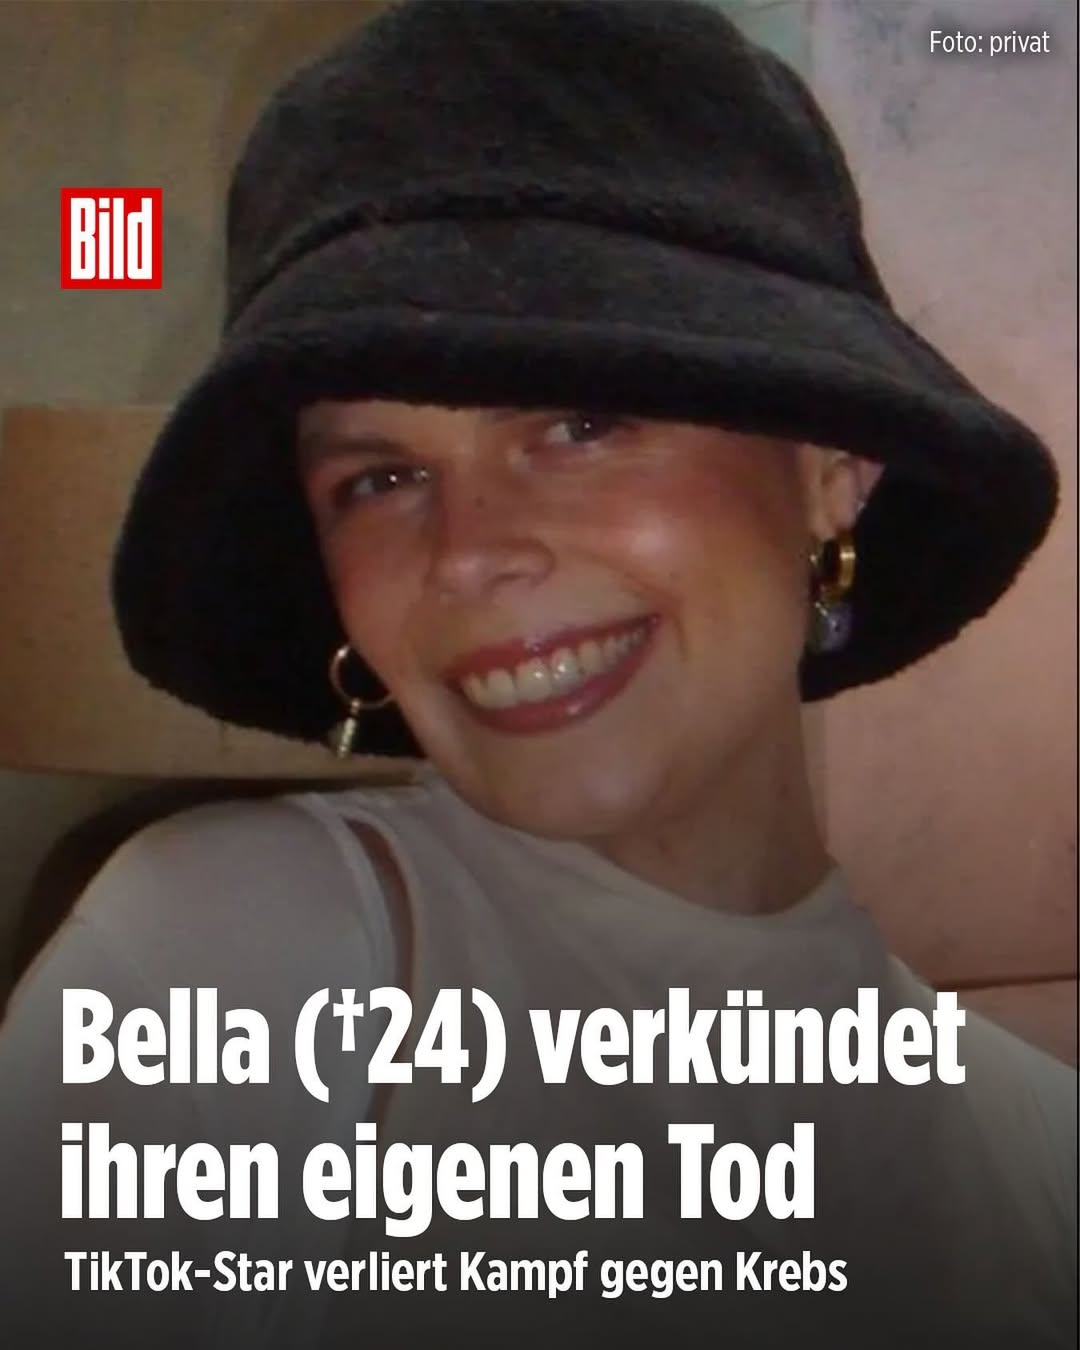 Foto: privat
Bild
Bella (†24) verkündet
ihren eigenen Tod
TikTok-Star verliert Kampf gegen Krebs